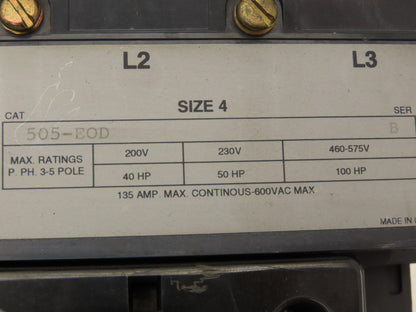 L2 L3
SIZE 4
CAT SER
505-EOD B
MAX. RATINGS 200V 230V 460-575V
P. PH. 3-5 POLE 40 HP 50 HP 100 HP
135 AMP. MAX. CONTINOUS-600VAC MAX
MADE IN